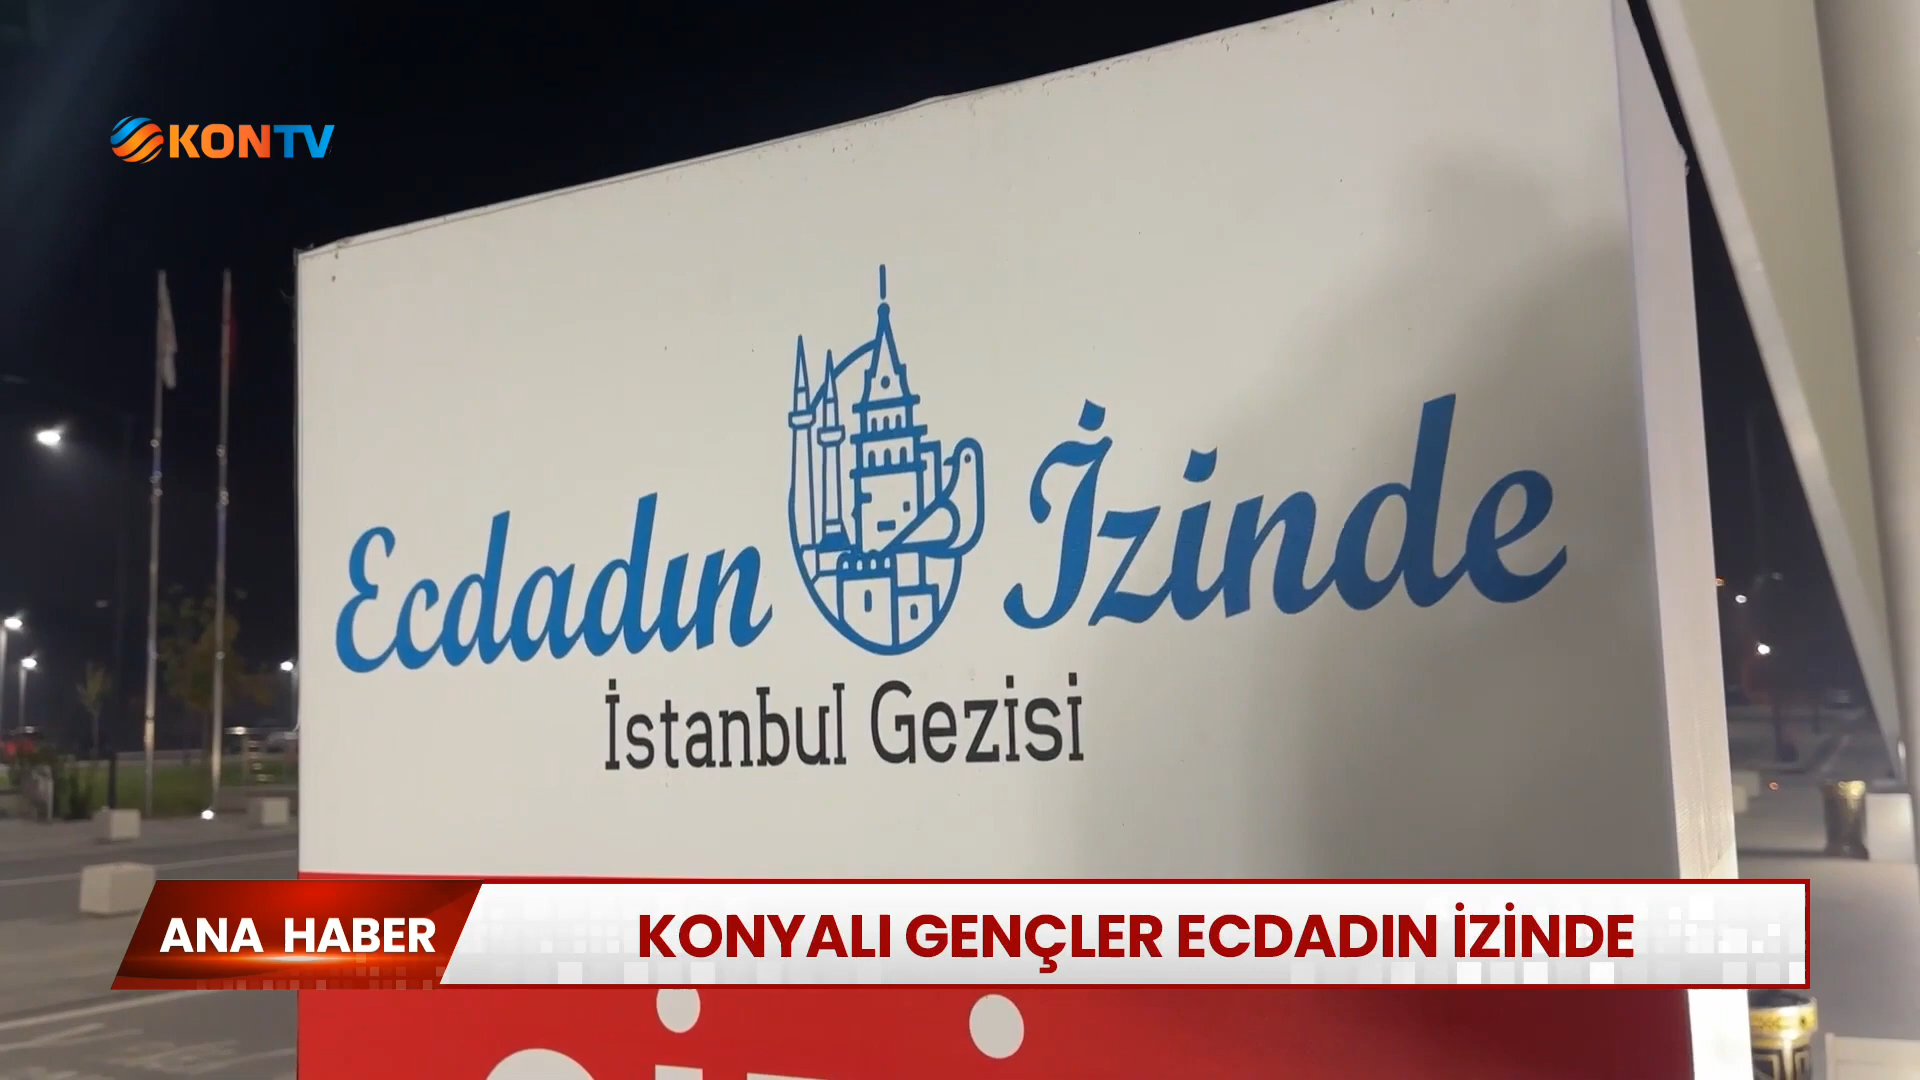 KONTV
Ecdadın İzinde
İstanbul Gezisi
ANA HABER
KONYALI GENÇLER ECDADIN İZİNDE